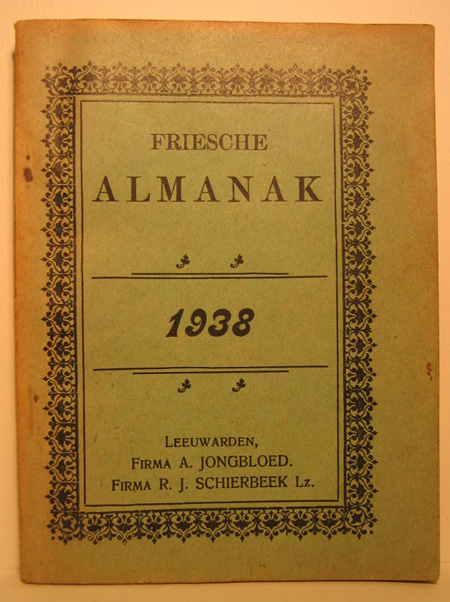 FRIESCHE
ALMANAK
1938
LEEUWARDEN,
FIRMA A. JONGBLOED.
FIRMA R. J. SCHIERBEEK Lz.